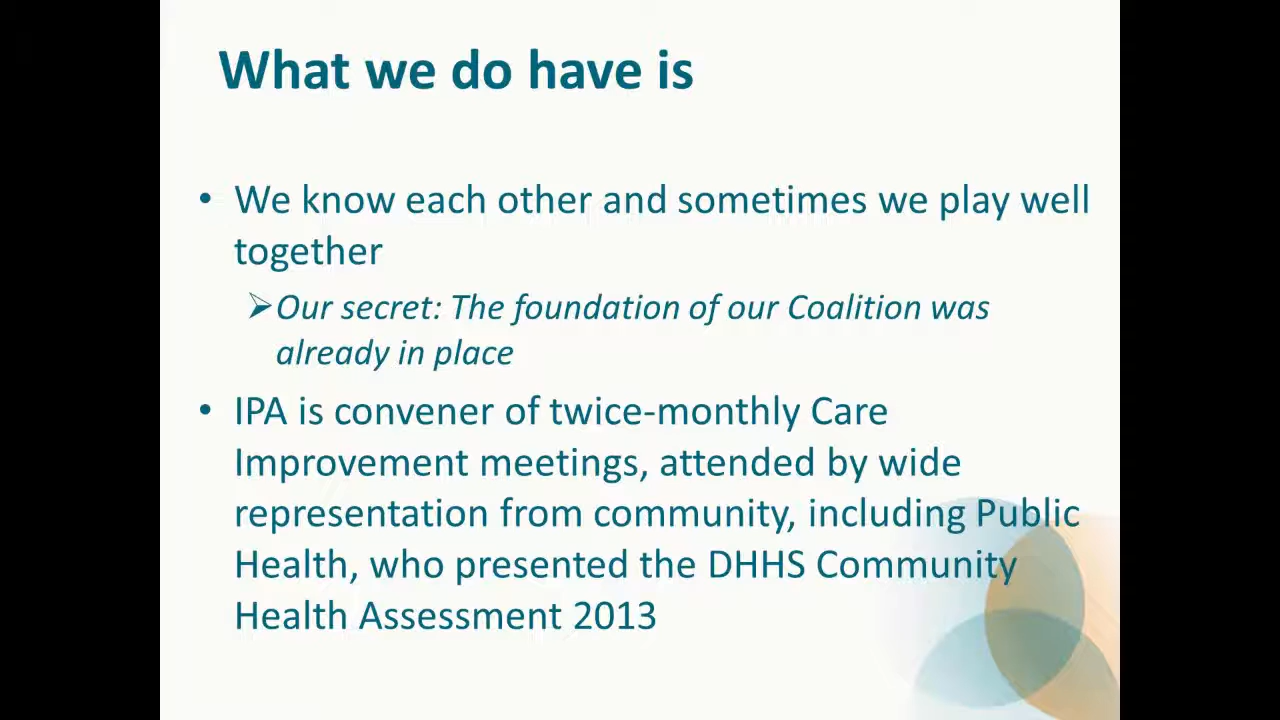 What we do have is
• We know each other and sometimes we play well
together
➢Our secret: The foundation of our Coalition was
already in place
• IPA is convener of twice-monthly Care
Improvement meetings, attended by wide
representation from community, including Public
Health, who presented the DHHS Community
Health Assessment 2013